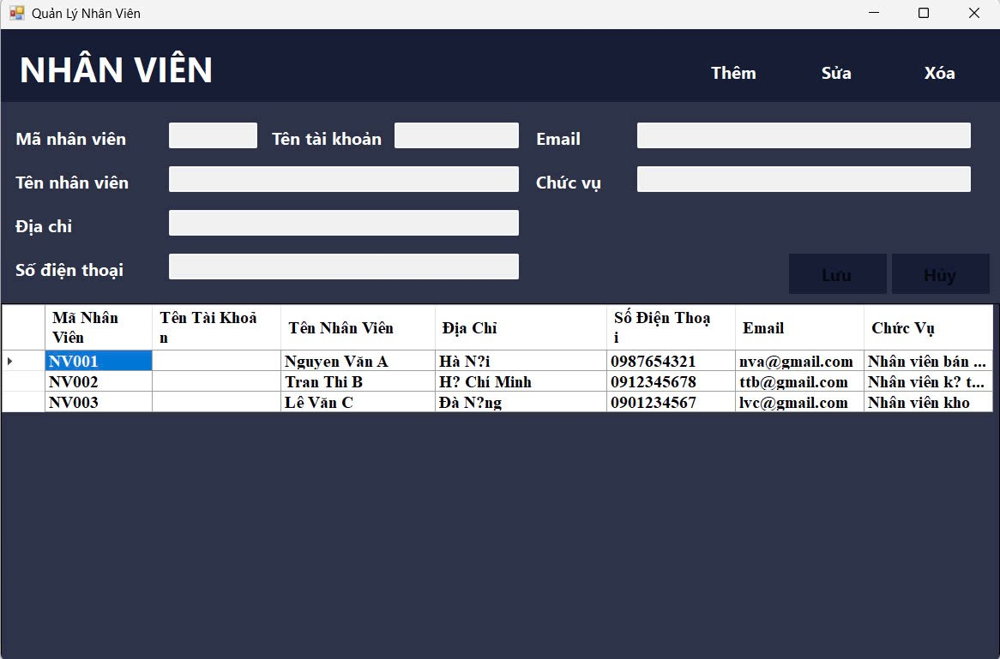 Quản Lý Nhân Viên
NHÂN VIÊN
Thêm Sửa Xóa
Mã nhân viên Tên tài khoản Email
Tên nhân viên Chức vụ
Địa chỉ
Số điện thoại
Lưu Hủy
Mã Nhân
Viên
Tên Tài Khoả
n
Tên Nhân Viên
Địa Chỉ
Số Điện Thoạ
i
Email
Chức Vụ
NV001 Nguyen Văn A Hà N?i 0987654321 nva@gmail.com Nhân viên bán ...
NV002 Tran Thi B H? Chí Minh 0912345678 ttb@gmail.com Nhân viên k? t...
NV003 Lê Văn C Đà N?ng 0901234567 lvc@gmail.com Nhân viên kho